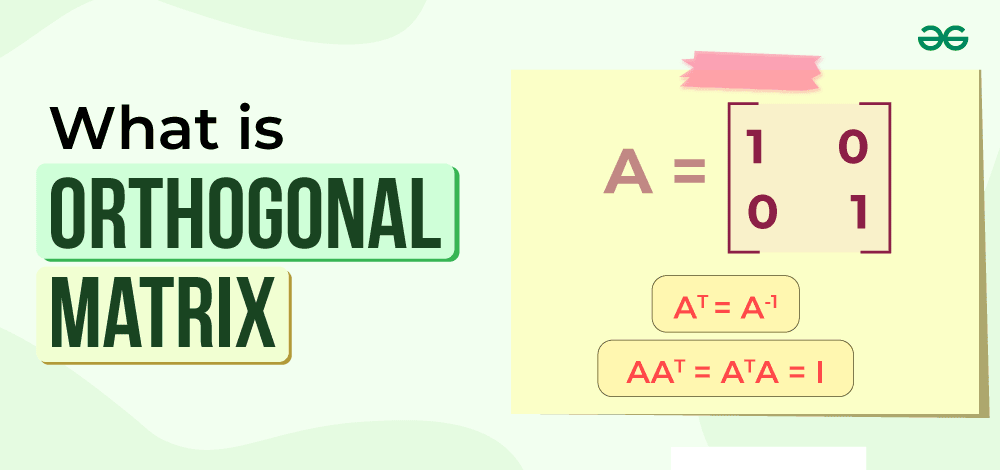 What is
ORTHOGONAL
MATRIX
A =
1 0
0 1
Aᵀ = A⁻¹
AAᵀ = AᵀA = I